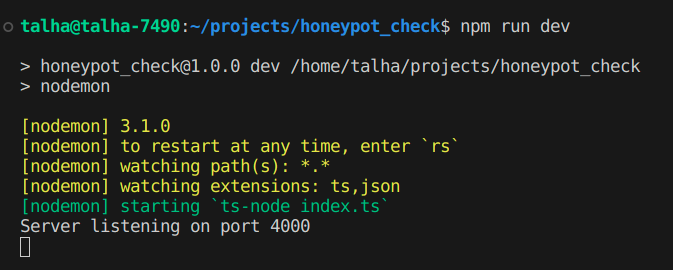 talha@talha-7490:~/projects/honeypot_check$ npm run dev
> honeypot_check@1.0.0 dev /home/talha/projects/honeypot_check
> nodemon
[nodemon] 3.1.0
[nodemon] to restart at any time, enter `rs`
[nodemon] watching path(s): *.*
[nodemon] watching extensions: ts,json
[nodemon] starting `ts-node index.ts`
Server listening on port 4000